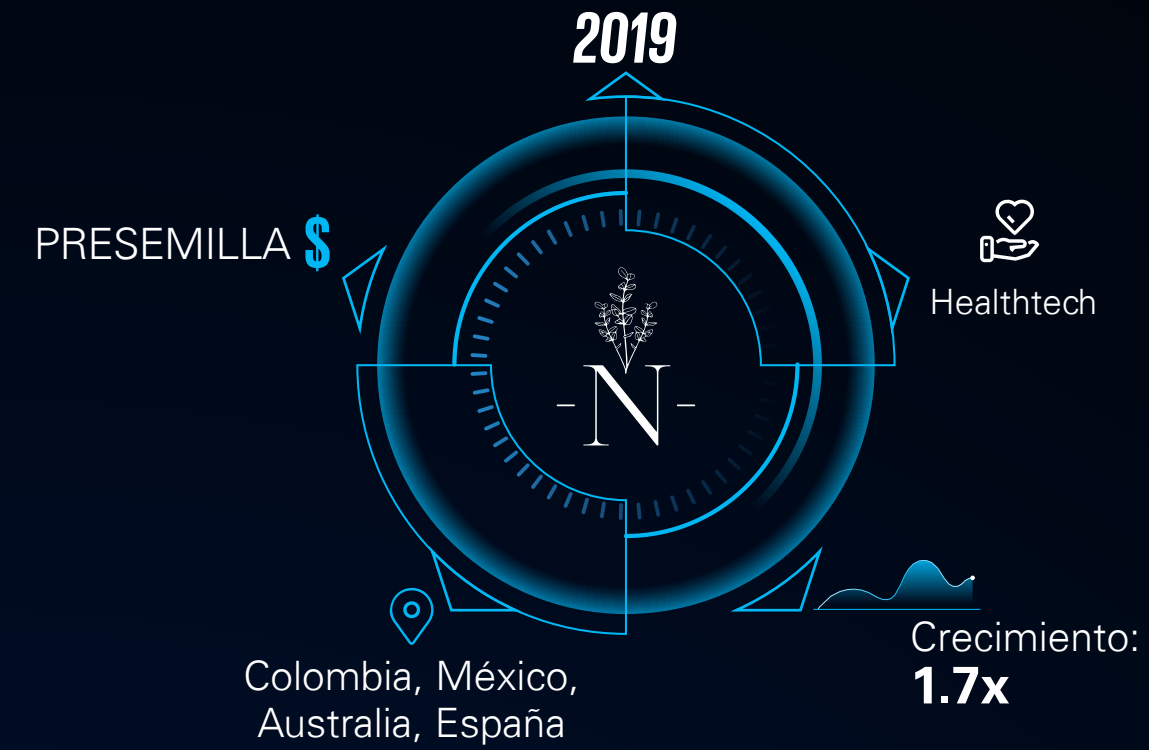 2019
PRESEMILLA $
Healthtech
-N-
Colombia, México,
Australia, España
Crecimiento:
1.7x